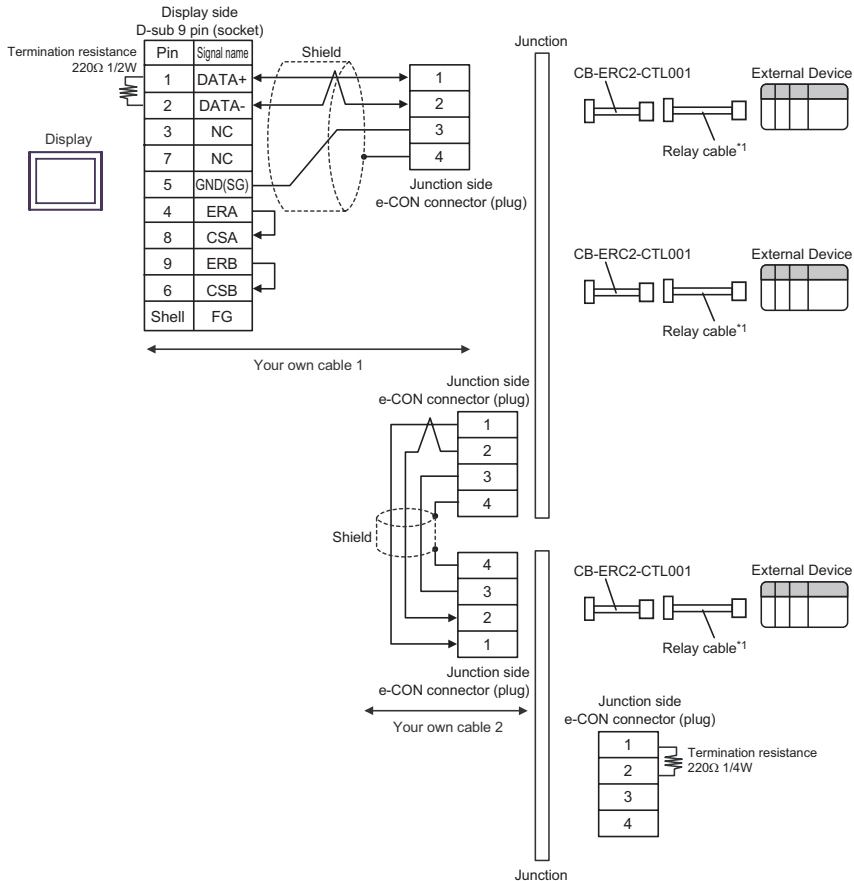 Display side
D-sub 9 pin (socket)
Termination resistance
220Ω 1/2W
Pin Signal name
1 DATA+
2 DATA-
3 NC
7 NC
5 GND(SG)
4 ERA
8 CSA
9 ERB
6 CSB
Shell FG
Display
Shield
1
2
3
4
Junction side
e-CON connector (plug)
Your own cable 1
Junction
CB-ERC2-CTL001
External Device
Relay cable*1
CB-ERC2-CTL001
External Device
Relay cable*1
Junction side
e-CON connector (plug)
1
2
3
4
Shield
4
3
2
1
Junction side
e-CON connector (plug)
Your own cable 2
CB-ERC2-CTL001
External Device
Relay cable*1
Junction side
e-CON connector (plug)
1
2
3
4
Termination resistance
220Ω 1/4W
Junction